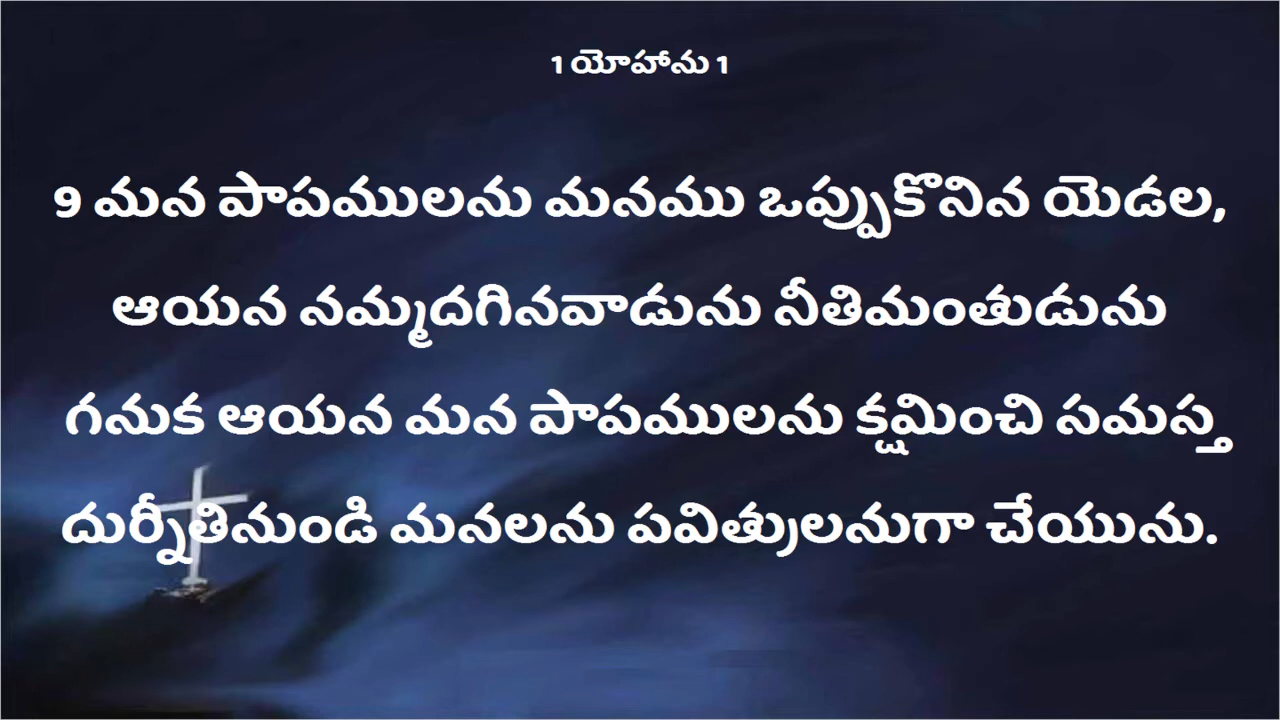 1 యోహాను 1
9 మన పాపములను మనము ఒప్పుకొనిన యెడల,
ఆయన నమ్మదగినవాడును నీతిమంతుడును
గనుక ఆయన మన పాపములను క్షమించి సమస్త
దుర్నీతినుండి మనలను పవిత్రులనుగా చేయును.